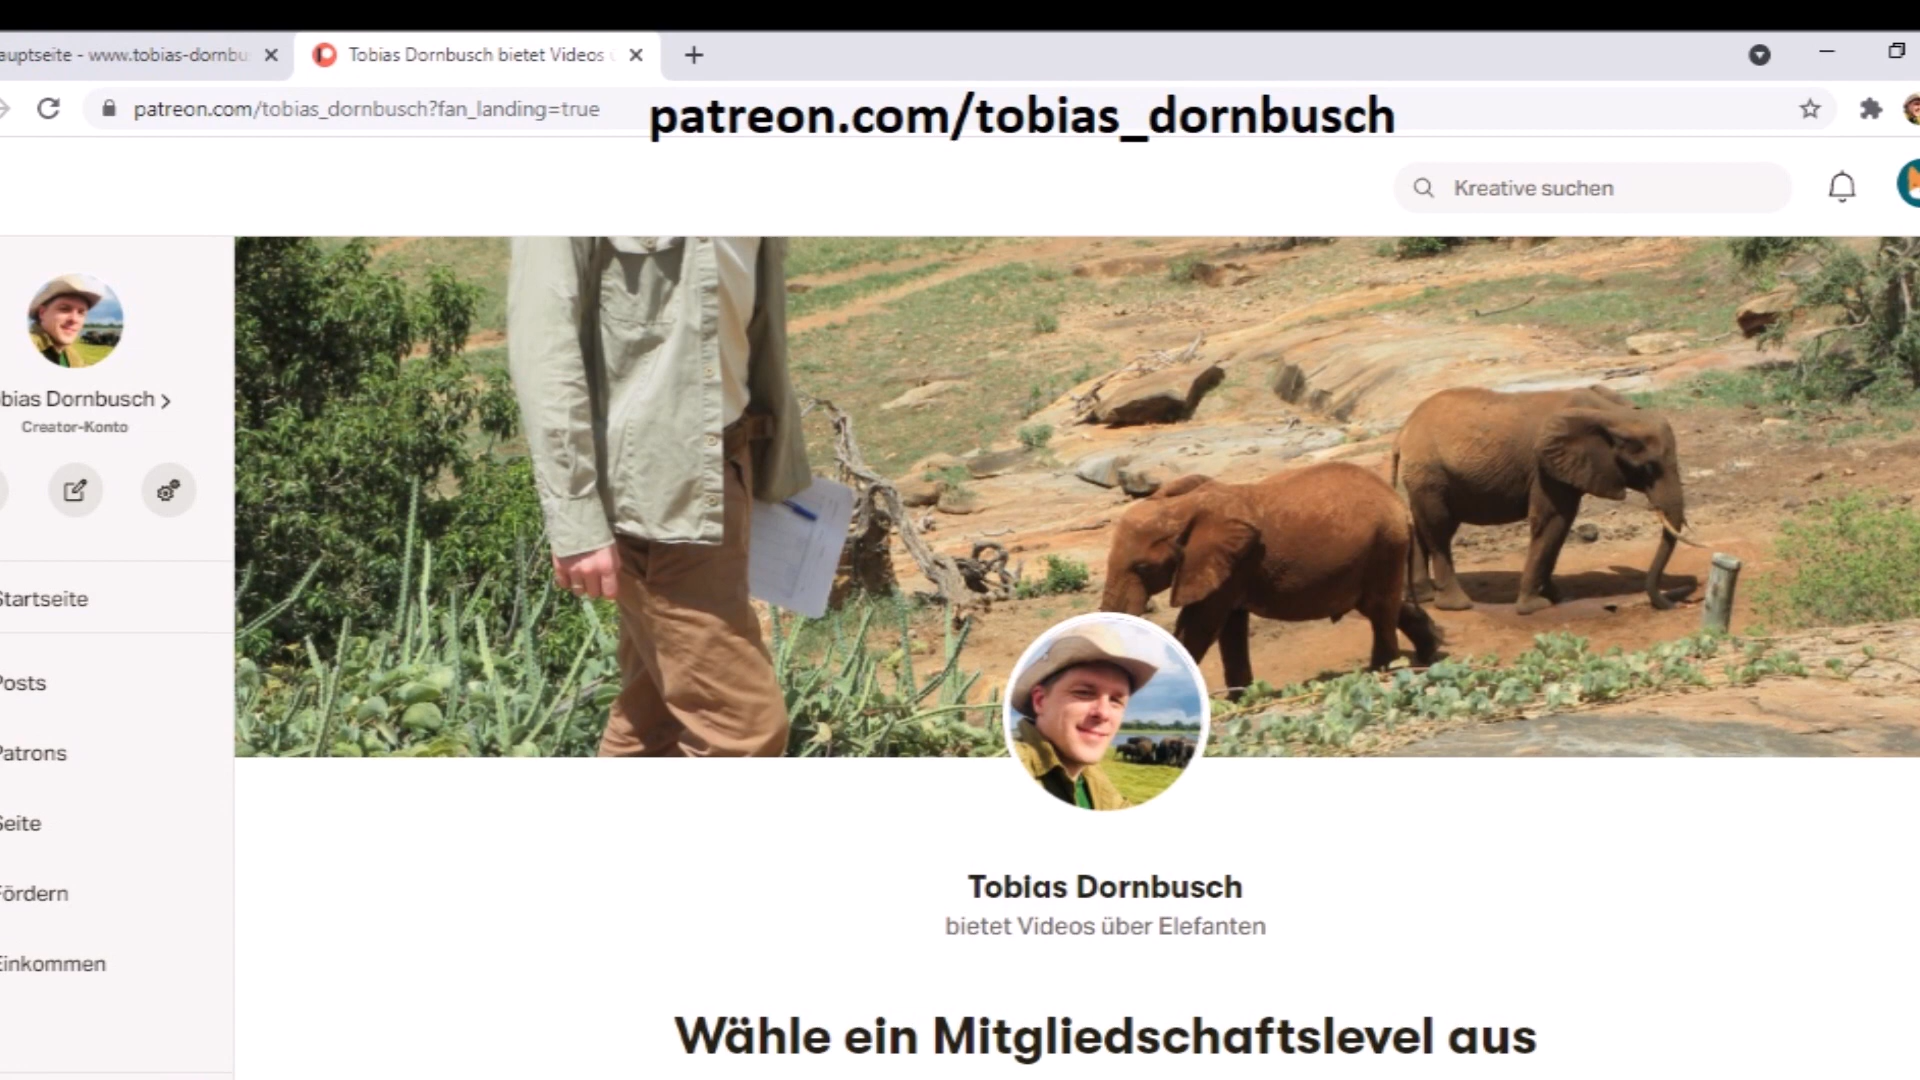 auptseite - www.tobias-dornbu
Tobias Dornbusch bietet Videos
patreon.com/tobias_dornbusch?fan_landing=true
patreon.com/tobias_dornbusch
Kreative suchen
bias Dornbusch >
Creator-Konto
Startseite
Posts
Patrons
Seite
Fördern
Einkommen
Tobias Dornbusch
bietet Videos über Elefanten
Wähle ein Mitgliedschaftslevel aus